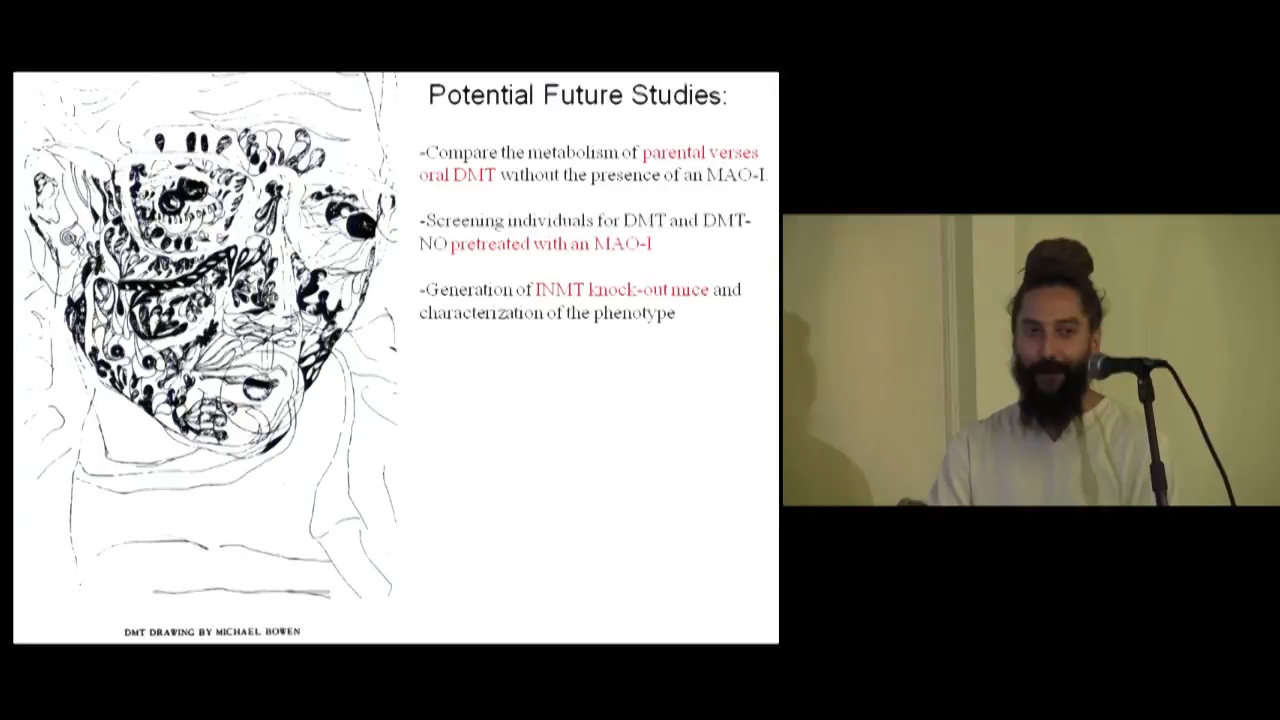 Potential Future Studies:
-Compare the metabolism of parental verses
oral DMT without the presence of an MAO-I.
-Screening individuals for DMT and DMT-
NO pretreated with an MAO-I
-Generation of INMT knock-out mice and
characterization of the phenotype
DMT DRAWING BY MICHAEL BOWEN